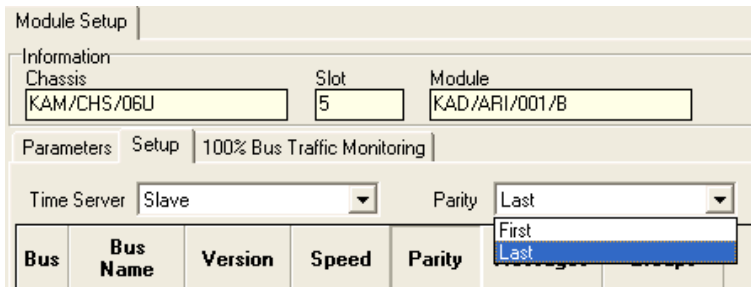 Module Setup
Information
Chassis Slot Module
KAM/CHS/06U 5 KAD/ARI/001/B
Parameters Setup 100% Bus Traffic Monitoring
Time Server Slave Parity Last
First
Last
Bus Bus Name Version Speed Parity